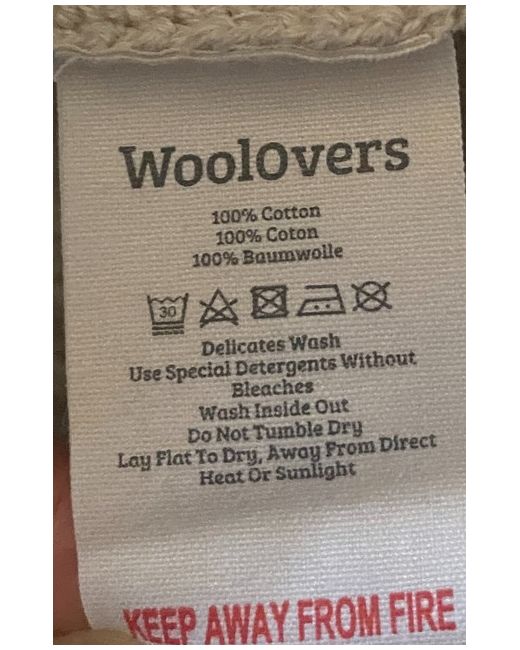 WoolOvers
100% Cotton
100% Coton
100% Baumwolle
30
Delicates Wash
Use Special Detergents Without
Bleaches
Wash Inside Out
Do Not Tumble Dry
Lay Flat To Dry, Away From Direct
Heat Or Sunlight
KEEP AWAY FROM FIRE